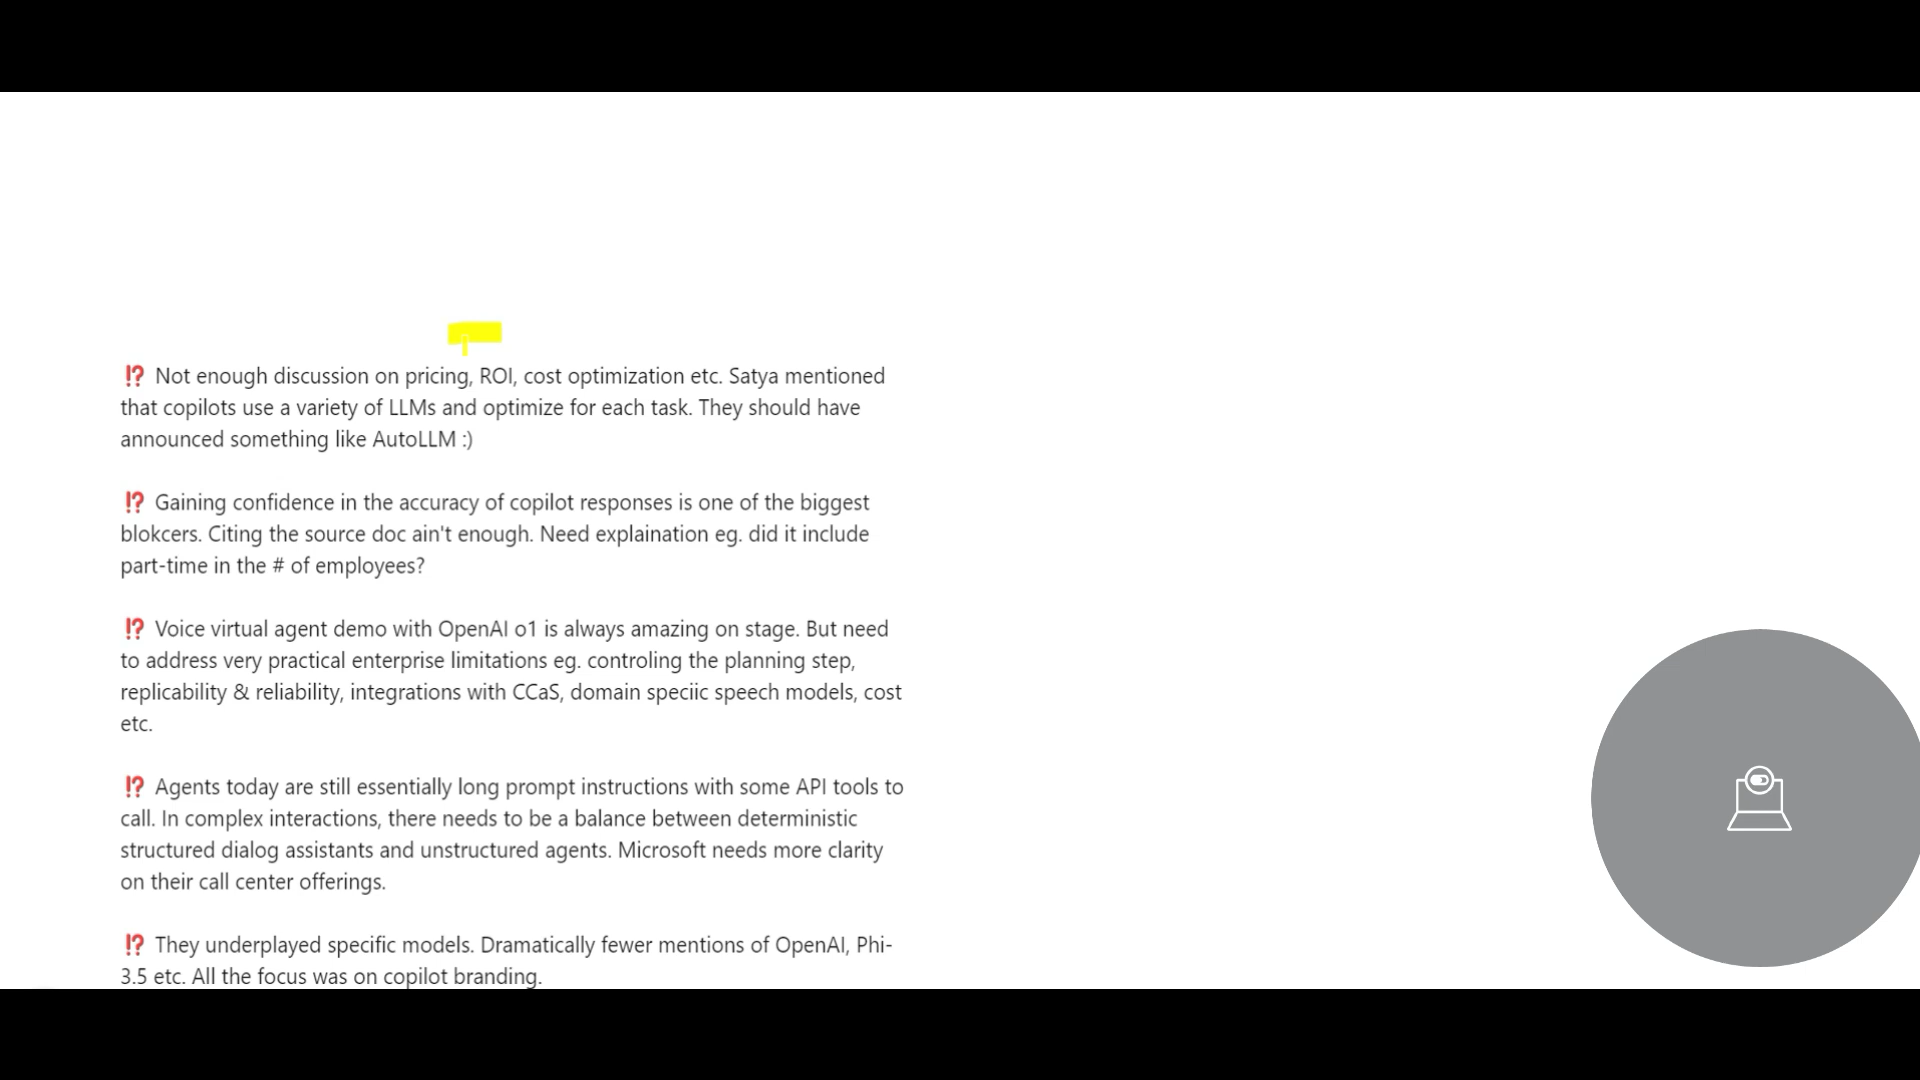 ⁉ Not enough discussion on pricing, ROI, cost optimization etc. Satya mentioned
that copilots use a variety of LLMs and optimize for each task. They should have
announced something like AutoLLM :)
⁉ Gaining confidence in the accuracy of copilot responses is one of the biggest
blokcers. Citing the source doc ain't enough. Need explaination eg. did it include
part-time in the # of employees?
⁉ Voice virtual agent demo with OpenAI o1 is always amazing on stage. But need
to address very practical enterprise limitations eg. controling the planning step,
replicability & reliability, integrations with CCaS, domain speciic speech models, cost
etc.
⁉ Agents today are still essentially long prompt instructions with some API tools to
call. In complex interactions, there needs to be a balance between deterministic
structured dialog assistants and unstructured agents. Microsoft needs more clarity
on their call center offerings.
⁉ They underplayed specific models. Dramatically fewer mentions of OpenAI, Phi-
3.5 etc. All the focus was on copilot branding.